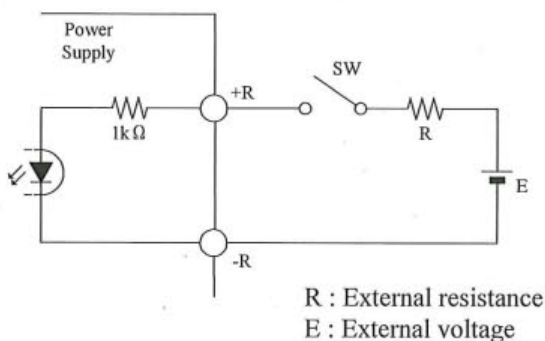 Power
Supply
+R
SW
1kΩ
R
E
-R
R : External resistance
E : External voltage